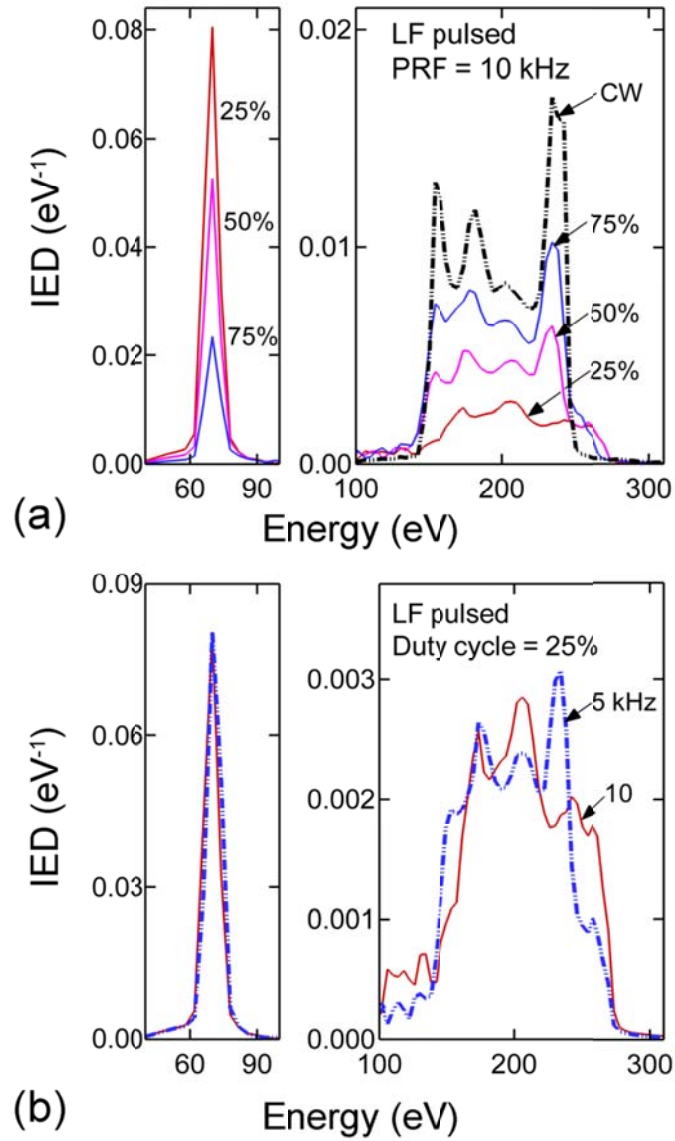 0.08
0.06
0.04
0.02
0.00
IED (eV-1)
25%
50%
75%
60
90
0.02
0.01
0.00
LF pulsed
PRF = 10 kHz
CW
75%
50%
25%
100
200
300
(a)
Energy (eV)
0.09
0.06
0.03
0.00
IED (eV-1)
60
90
LF pulsed
Duty cycle = 25%
0.003
0.002
0.001
0.000
5 kHz
10
100
200
300
(b)
Energy (eV)